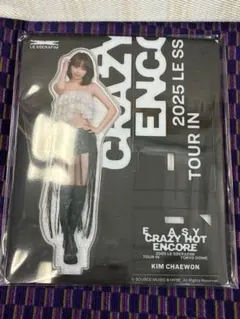 LE SSERAFIM
CRAZY
ENCORE
2025 LE SS
TOUR IN
EASY
CRAZY HOT
ENCORE
2025 LE SSERAFIM
TOUR IN TOKYO DOME
KIM CHAEWON
© SOURCE MUSIC & HYBE. All Rights Reserved.